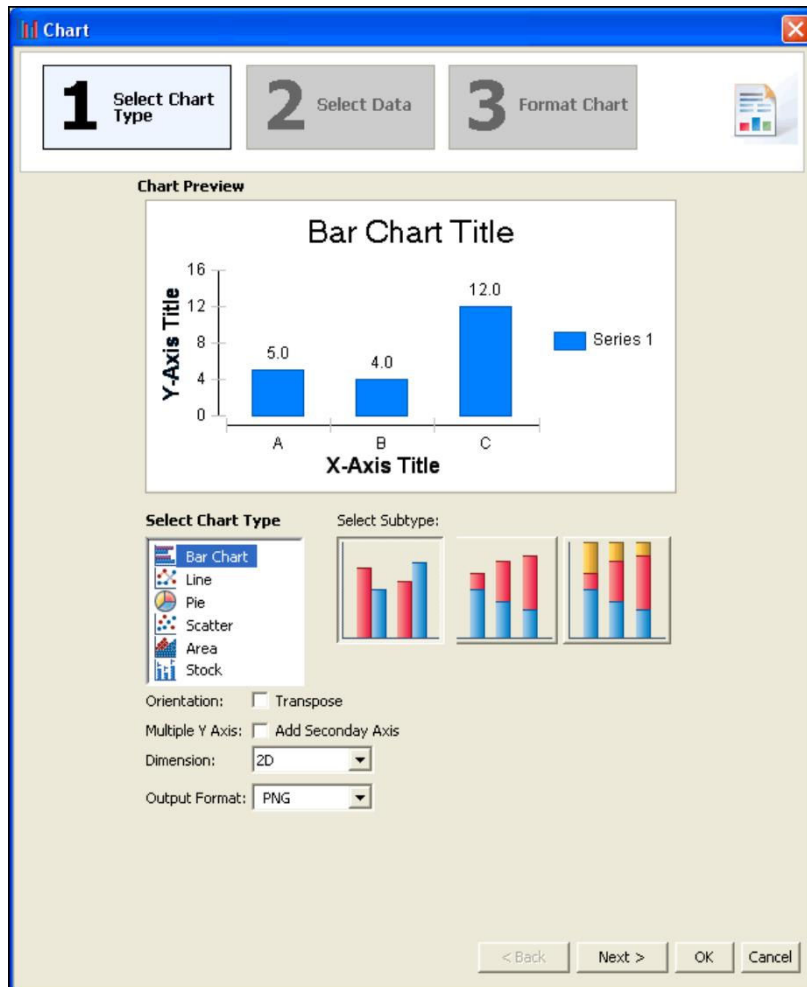 Chart
1 Select Chart Type
2 Select Data
3 Format Chart
Chart Preview
Bar Chart Title
Y-Axis Title
16
12
8
4
0
5.0
4.0
12.0
Series 1
A B C
X-Axis Title
Select Chart Type
Bar Chart
Line
Pie
Scatter
Area
Stock
Select Subtype:
Orientation: Transpose
Multiple Y Axis: Add Seconday Axis
Dimension: 2D
Output Format: PNG
< Back Next > OK Cancel